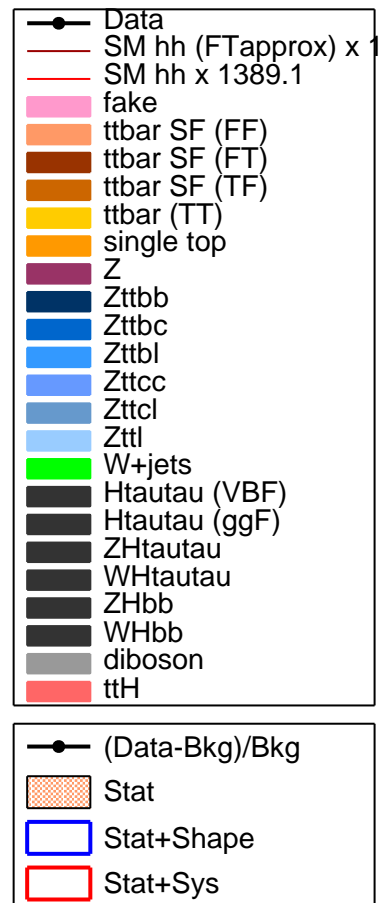 Data
SM hh (FTapprox) x 1
SM hh x 1389.1
fake
ttbar SF (FF)
ttbar SF (FT)
ttbar SF (TF)
ttbar (TT)
single top
Z
Zttbb
Zttbc
Zttbl
Zttcc
Zttcl
Zttl
W+jets
Htautau (VBF)
Htautau (ggF)
ZHtautau
WHtautau
ZHbb
WHbb
diboson
ttH
(Data-Bkg)/Bkg
Stat
Stat+Shape
Stat+Sys